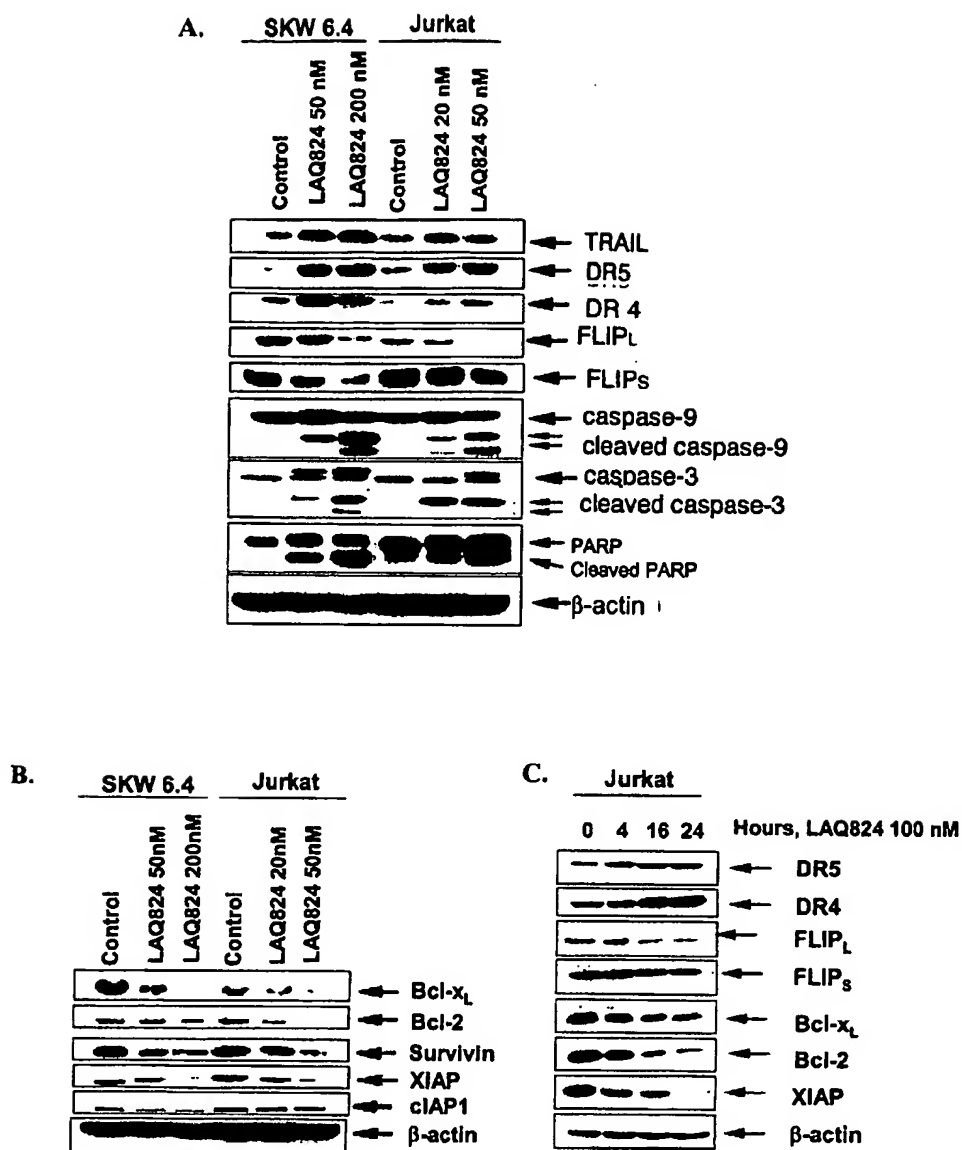 A.
SKW 6.4 Jurkat
Control
LAQ824 50 nM
LAQ824 200 nM
Control
LAQ824 20 nM
LAQ824 50 nM
TRAIL
DR5
DR 4
FLIPL
FLIPs
caspase-9
cleaved caspase-9
caspase-3
cleaved caspase-3
PARP
Cleaved PARP
β-actin
B.
SKW 6.4 Jurkat
Control
LAQ824 50nM
LAQ824 200nM
Control
LAQ824 20nM
LAQ824 50nM
Bcl-xL
Bcl-2
Survivin
XIAP
cIAP1
β-actin
C.
Jurkat
0 4 16 24 Hours, LAQ824 100 nM
DR5
DR4
FLIPL
FLIPS
Bcl-xL
Bcl-2
XIAP
β-actin